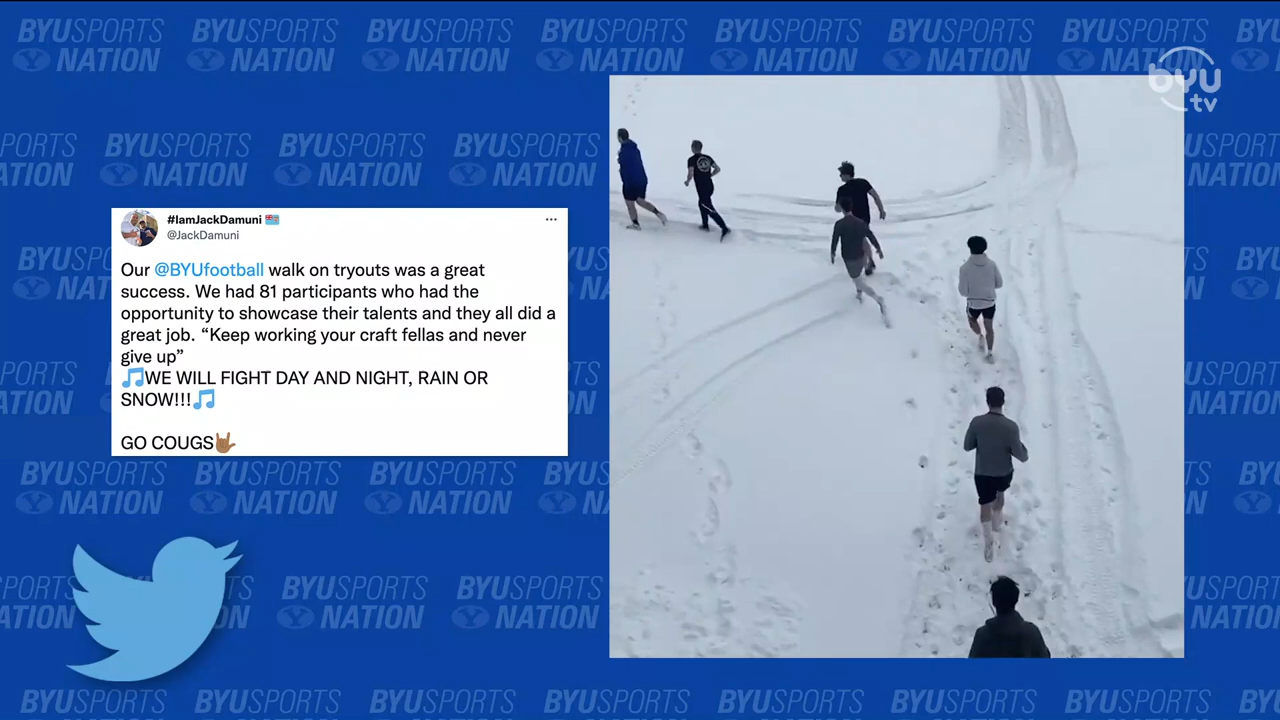 BYUSPORTS NATION
byu tv
#IamJackDamuni 🇫🇯
@JackDamuni
Our @BYUfootball walk on tryouts was a great
success. We had 81 participants who had the
opportunity to showcase their talents and they all did a
great job. “Keep working your craft fellas and never
give up”
🎵WE WILL FIGHT DAY AND NIGHT, RAIN OR
SNOW!!!🎵
GO COUGS🤟🏽